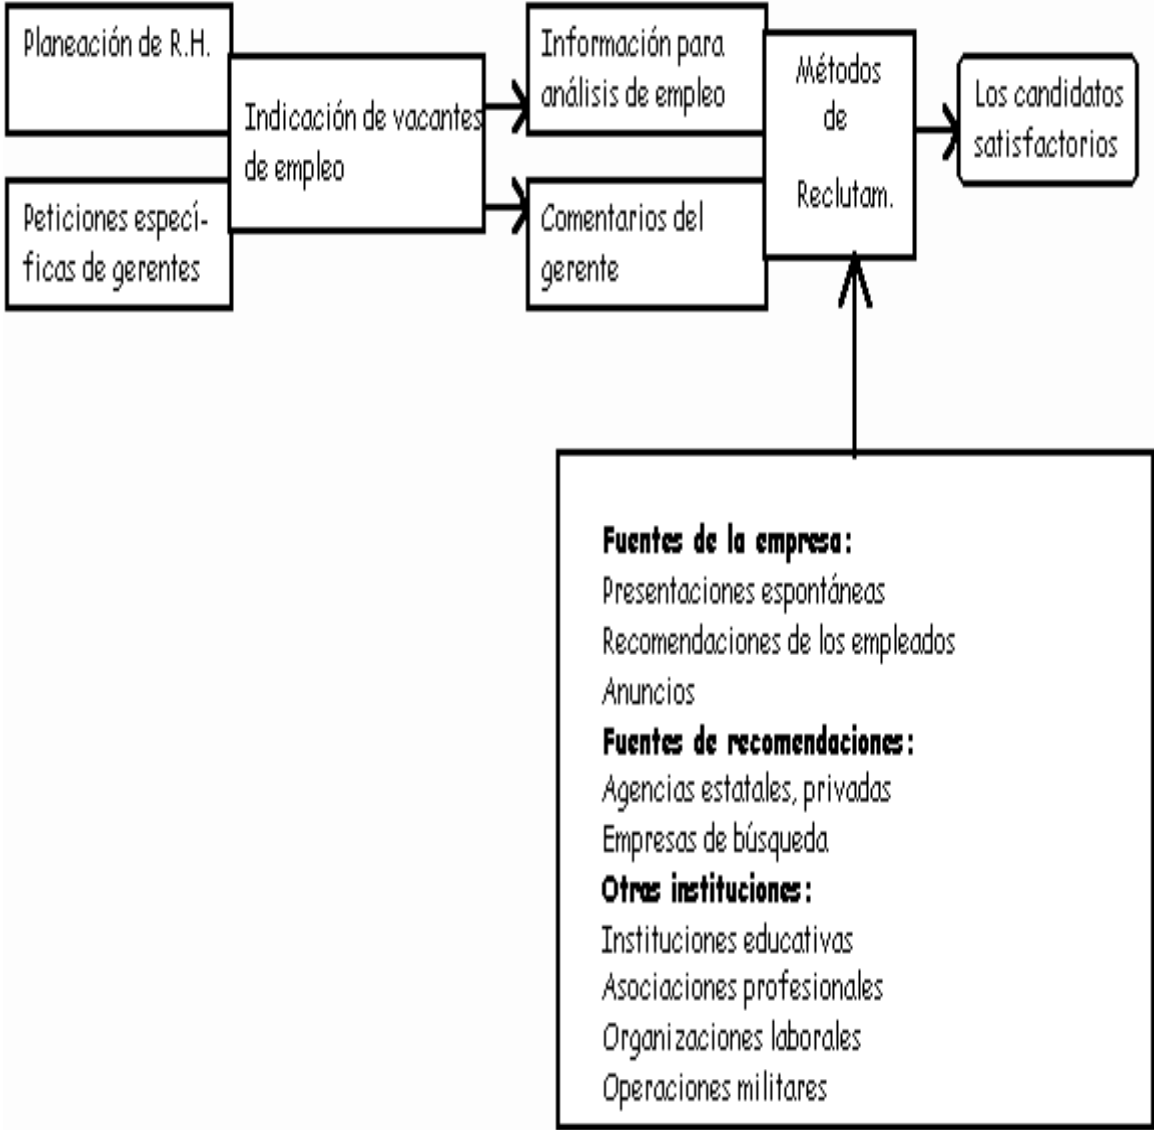 Planeación de R.H.
Peticiones especí-
ficas de gerentes
Indicación de vacantes
de empleo
Información para
análisis de empleo
Comentarios del
gerente
Métodos
de
Reclutam.
Los candidatos
satisfactorios
Fuentes de la empresa:
Presentaciones espontáneas
Recomendaciones de los empleados
Anuncios
Fuentes de recomendaciones:
Agencias estatales, privadas
Empresas de búsqueda
Otras instituciones:
Instituciones educativas
Asociaciones profesionales
Organizaciones laborales
Operaciones militares